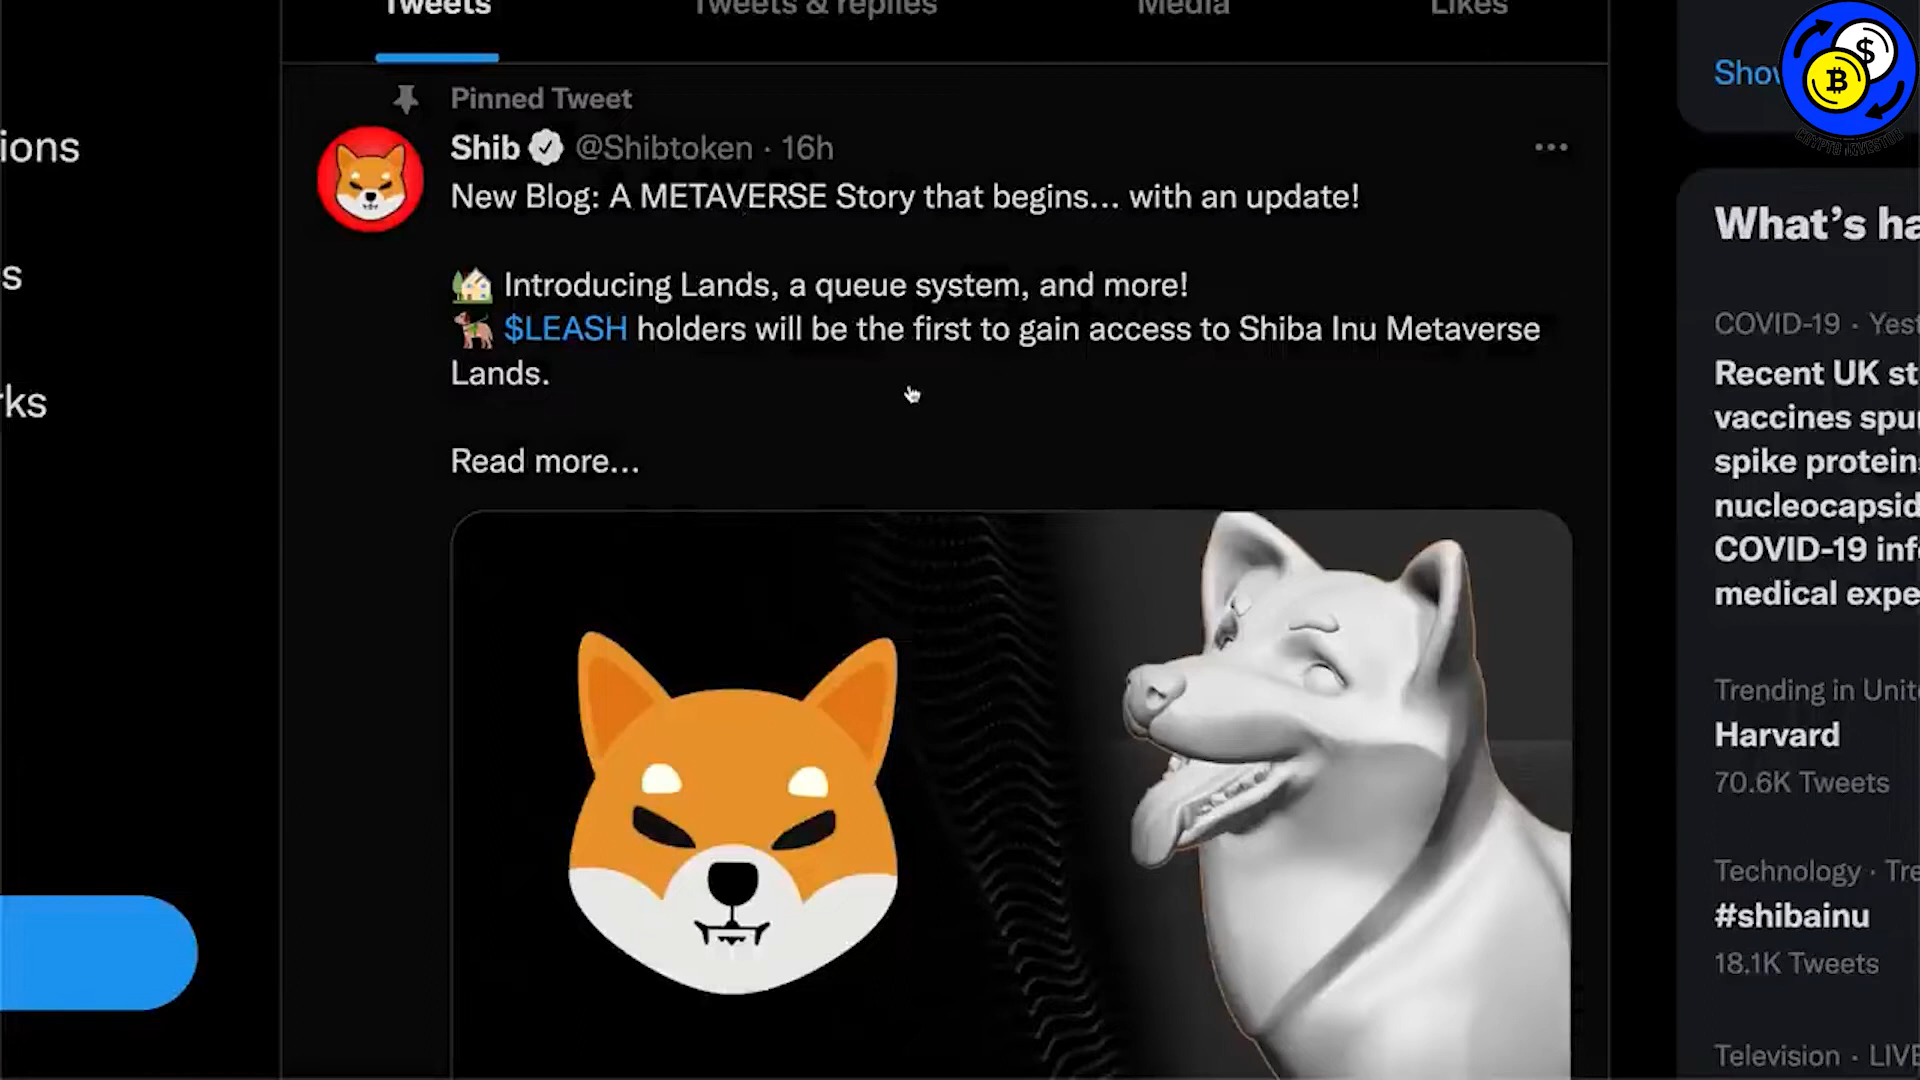 Tweets
Tweets & replies
Media
Likes
Pinned Tweet
Shib @Shibtoken · 16h
New Blog: A METAVERSE Story that begins... with an update!
Introducing Lands, a queue system, and more!
$LEASH holders will be the first to gain access to Shiba Inu Metaverse
Lands.
Read more...
ions
s
rks
Show
What's ha
COVID-19 · Yest
Recent UK st
vaccines spu
spike protein
nucleocapsid
COVID-19 inf
medical expe
Trending in Unit
Harvard
70.6K Tweets
Technology · Tre
#shibainu
18.1K Tweets
Television · LIVE
$
₿